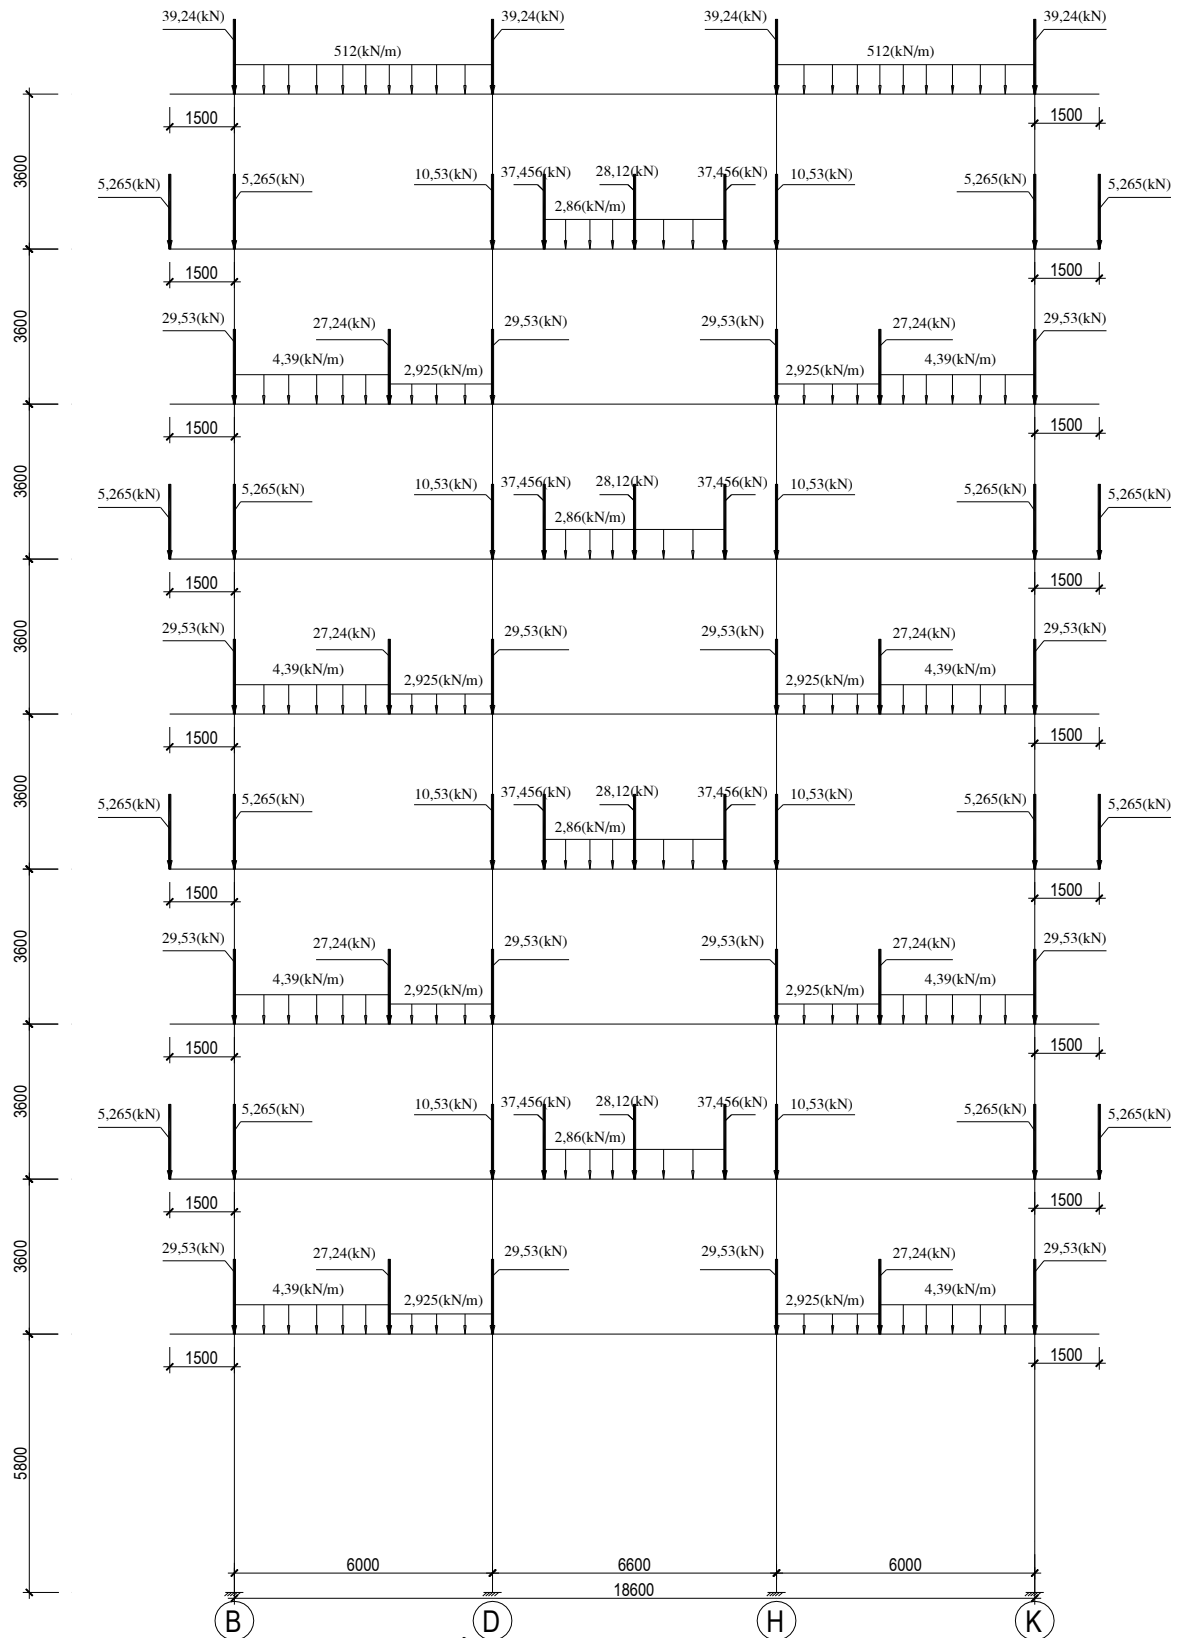 39,24(kN) 39,24(kN) 39,24(kN) 39,24(kN)
512(kN/m) 512(kN/m)
1500 1500
3600
5,265(kN) 5,265(kN) 10,53(kN) 37,456(kN) 28,12(kN) 37,456(kN) 10,53(kN) 5,265(kN) 5,265(kN)
2,86(kN/m)
1500 1500
3600
29,53(kN) 27,24(kN) 29,53(kN) 29,53(kN) 27,24(kN) 29,53(kN)
4,39(kN/m) 2,925(kN/m) 2,925(kN/m) 4,39(kN/m)
1500 1500
3600
5,265(kN) 5,265(kN) 10,53(kN) 37,456(kN) 28,12(kN) 37,456(kN) 10,53(kN) 5,265(kN) 5,265(kN)
2,86(kN/m)
1500 1500
3600
29,53(kN) 27,24(kN) 29,53(kN) 29,53(kN) 27,24(kN) 29,53(kN)
4,39(kN/m) 2,925(kN/m) 2,925(kN/m) 4,39(kN/m)
1500 1500
3600
5,265(kN) 5,265(kN) 10,53(kN) 37,456(kN) 28,12(kN) 37,456(kN) 10,53(kN) 5,265(kN) 5,265(kN)
2,86(kN/m)
1500 1500
3600
29,53(kN) 27,24(kN) 29,53(kN) 29,53(kN) 27,24(kN) 29,53(kN)
4,39(kN/m) 2,925(kN/m) 2,925(kN/m) 4,39(kN/m)
1500 1500
3600
5,265(kN) 5,265(kN) 10,53(kN) 37,456(kN) 28,12(kN) 37,456(kN) 10,53(kN) 5,265(kN) 5,265(kN)
2,86(kN/m)
1500 1500
3600
29,53(kN) 27,24(kN) 29,53(kN) 29,53(kN) 27,24(kN) 29,53(kN)
4,39(kN/m) 2,925(kN/m) 2,925(kN/m) 4,39(kN/m)
1500 1500
5800
6000 6600 6000
18600
B D H K